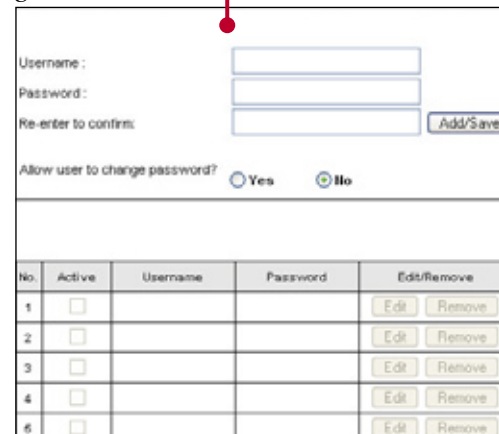 Username :
Password :
Re-enter to confirm: Add/Save
Allow user to change password? Yes No
No. Active Username Password Edit/Remove
1 Edit Remove
2 Edit Remove
3 Edit Remove
4 Edit Remove
Edit Remove